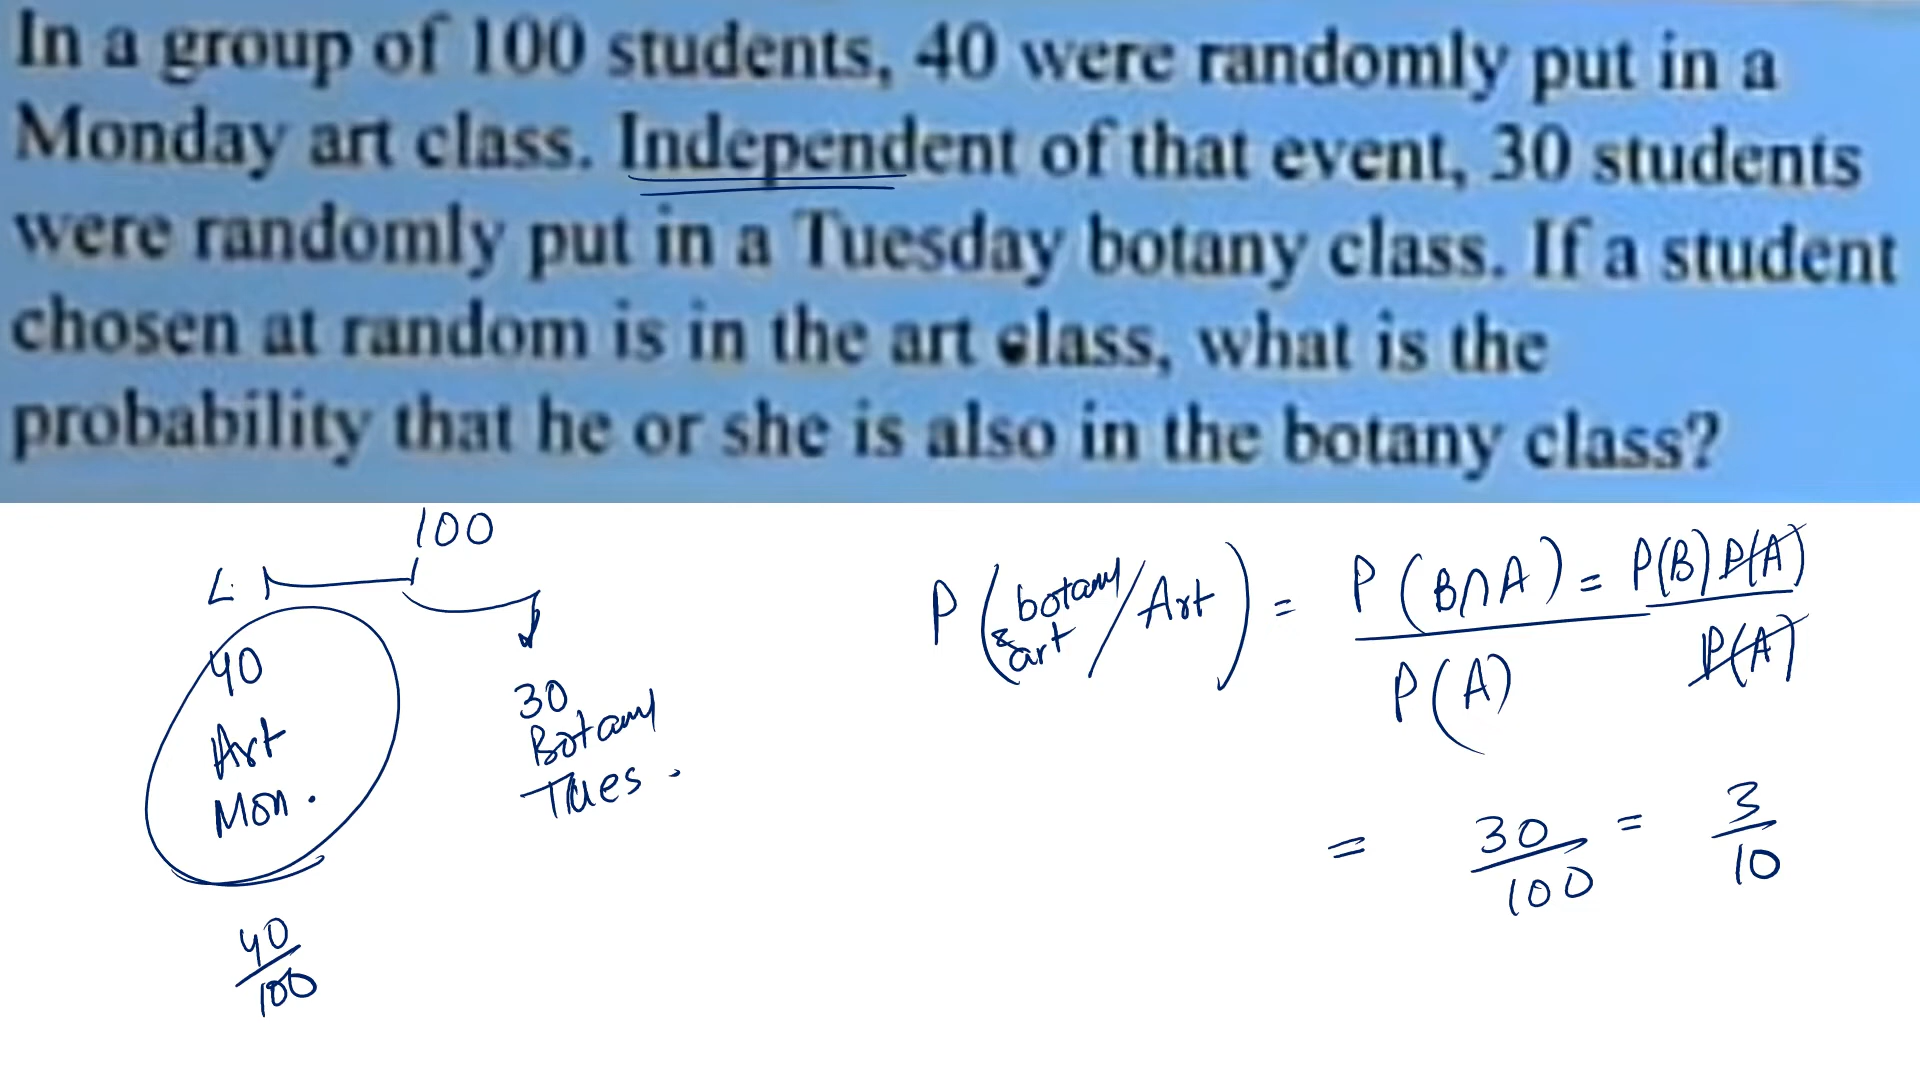 In a group of 100 students, 40 were randomly put in a
Monday art class. Independent of that event, 30 students
were randomly put in a Tuesday botany class. If a student
chosen at random is in the art class, what is the
probability that he or she is also in the botany class?
100
40
Art
Mon.
40/100
30
Botany
Tues.
P(botany & art / Art) = P(B∩A) / P(A) = P(B) P(A) / P(A)
= 30/100 = 3/10